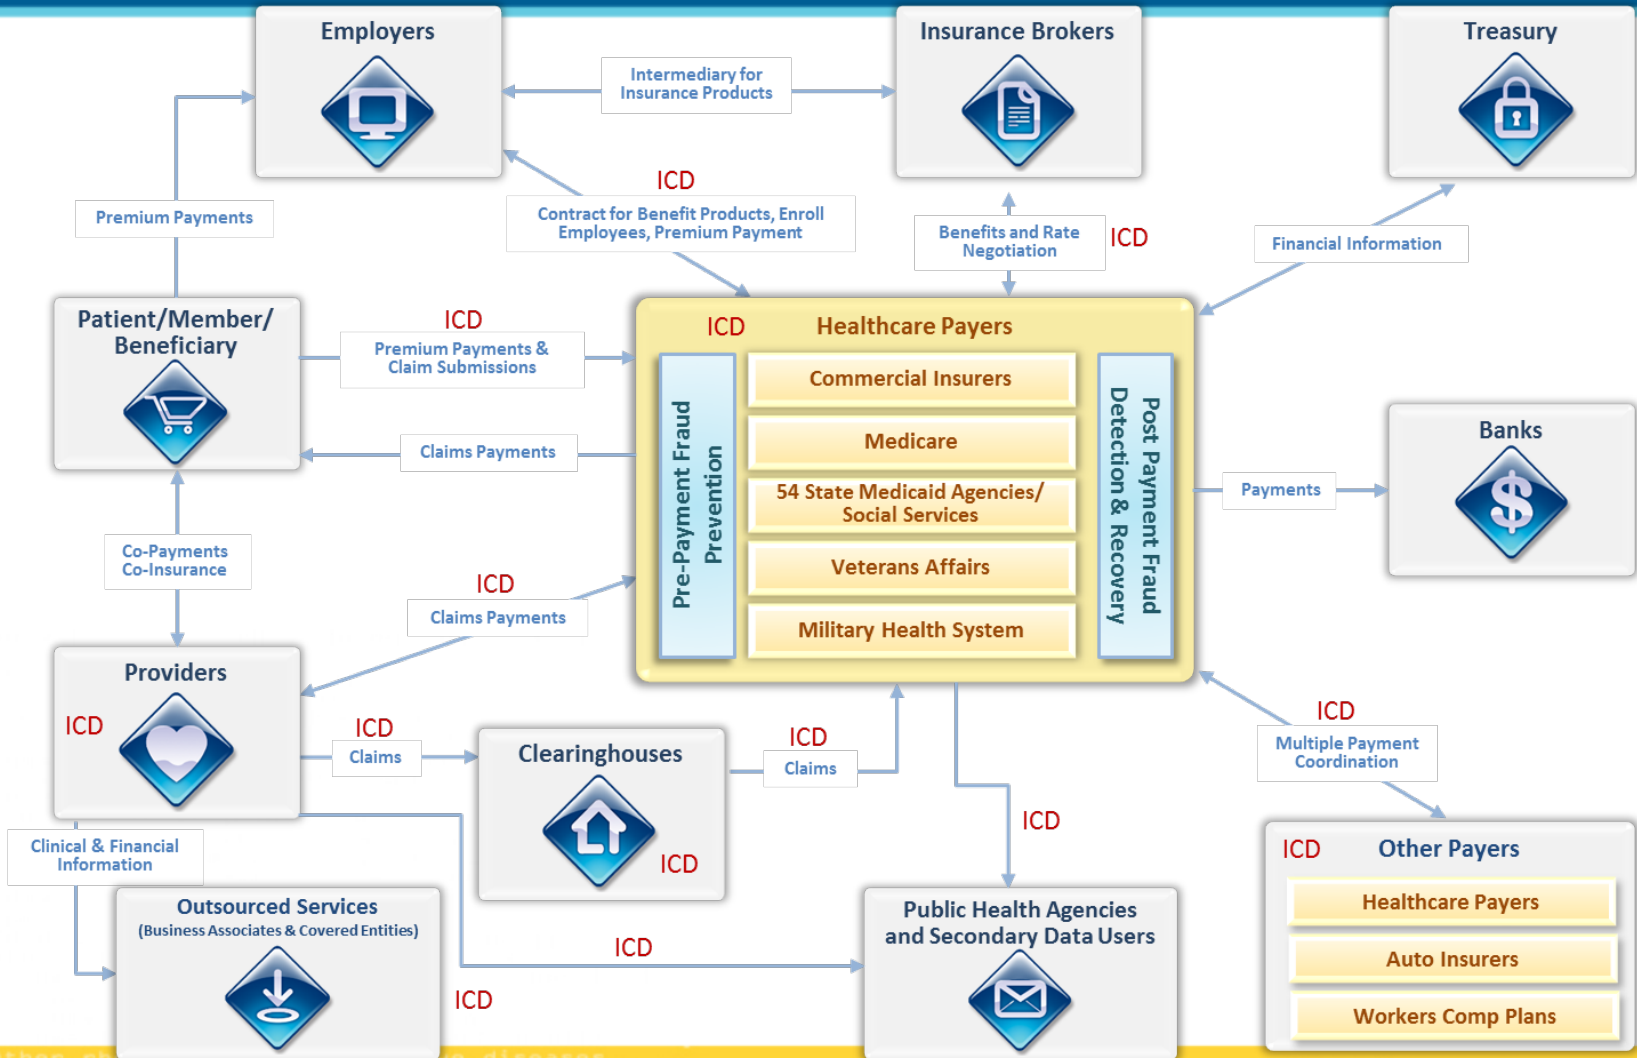 Employers
Insurance Brokers
Treasury
Intermediary for
Insurance Products
ICD
Premium Payments
Contract for Benefit Products, Enroll
Employees, Premium Payment
Benefits and Rate
Negotiation
ICD
Financial Information
Patient/Member/
Beneficiary
ICD
Premium Payments &
Claim Submissions
ICD
Healthcare Payers
Commercial Insurers
Medicare
54 State Medicaid Agencies/
Social Services
Veterans Affairs
Military Health System
Pre-Payment Fraud
Prevention
Post Payment Fraud
Detection & Recovery
Claims Payments
Banks
Payments
Co-Payments
Co-Insurance
ICD
Claims Payments
Providers
ICD
ICD
Claims
Clearinghouses
ICD
ICD
Claims
ICD
ICD
Multiple Payment
Coordination
Clinical & Financial
Information
Outsourced Services
(Business Associates & Covered Entities)
ICD
ICD
Public Health Agencies
and Secondary Data Users
ICD
Other Payers
Healthcare Payers
Auto Insurers
Workers Comp Plans